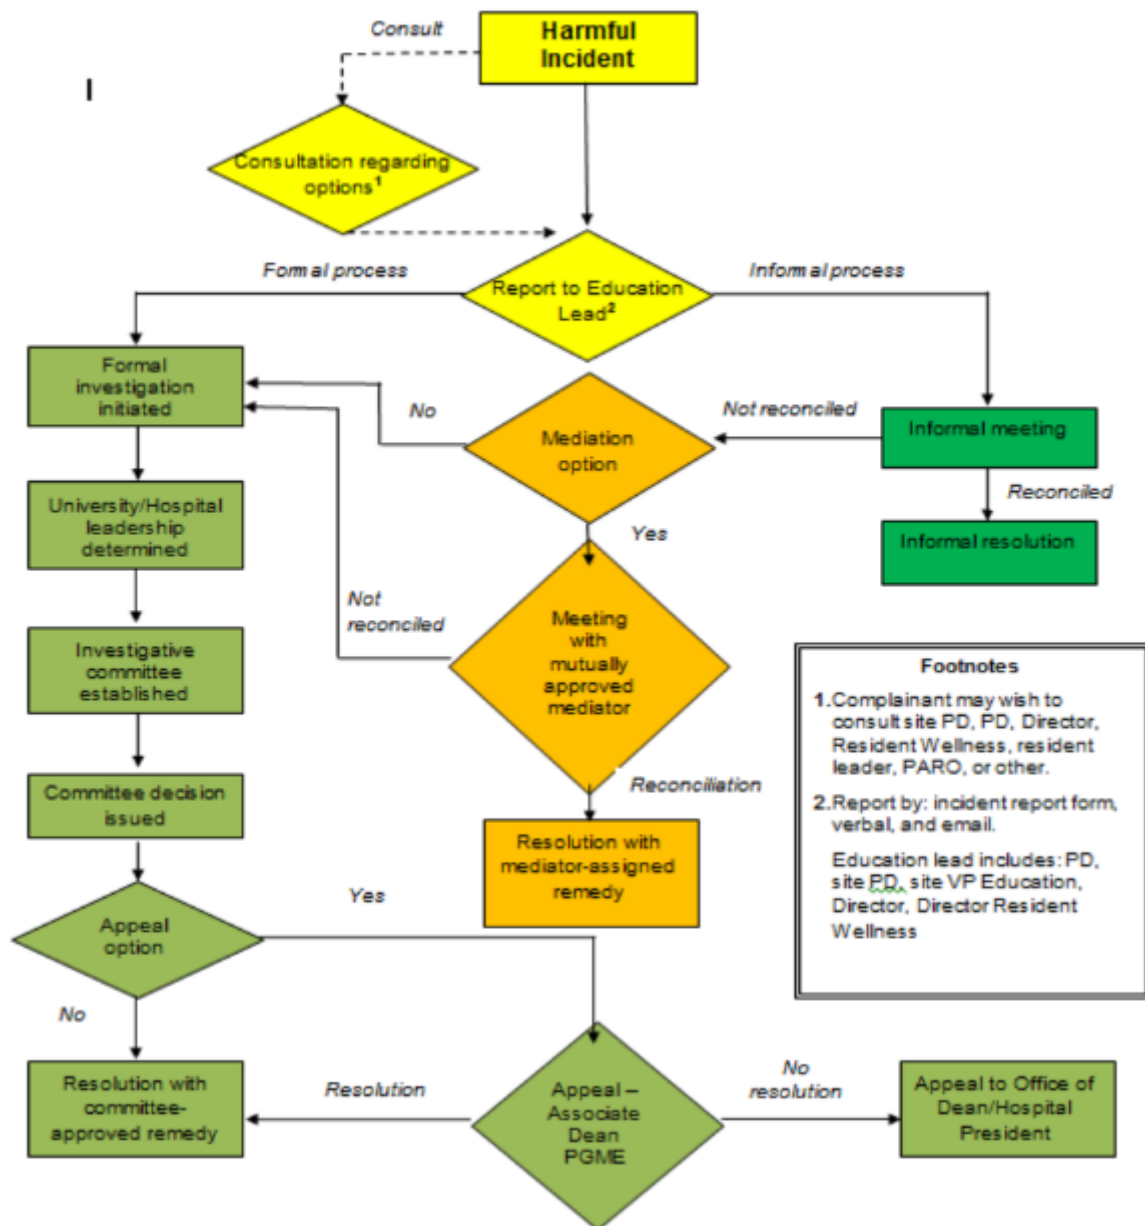 Consult
Harmful
Incident
I
Consultation regarding
options¹
Formal process
Informal process
Report to Education
Lead²
Formal
investigation
initiated
No
Mediation
option
Not reconciled
Informal meeting
Reconciled
Informal resolution
University/Hospital
leadership
determined
Yes
Not
reconciled
Meeting
with
mutually
approved
mediator
Investigative
committee
established
Reconciliation
Committee decision
issued
Resolution with
mediator-assigned
remedy
Footnotes
1. Complainant may wish to
consult site PD, PD, Director,
Resident Wellness, resident
leader, PARO, or other.
2. Report by: incident report form,
verbal, and email.
Education lead includes: PD,
site PD, site VP Education,
Director, Director Resident
Wellness
Appeal
option
Yes
No
Resolution with
committee-
approved remedy
Resolution
Appeal –
Associate
Dean
PGME
No
resolution
Appeal to Office of
Dean/Hospital
President